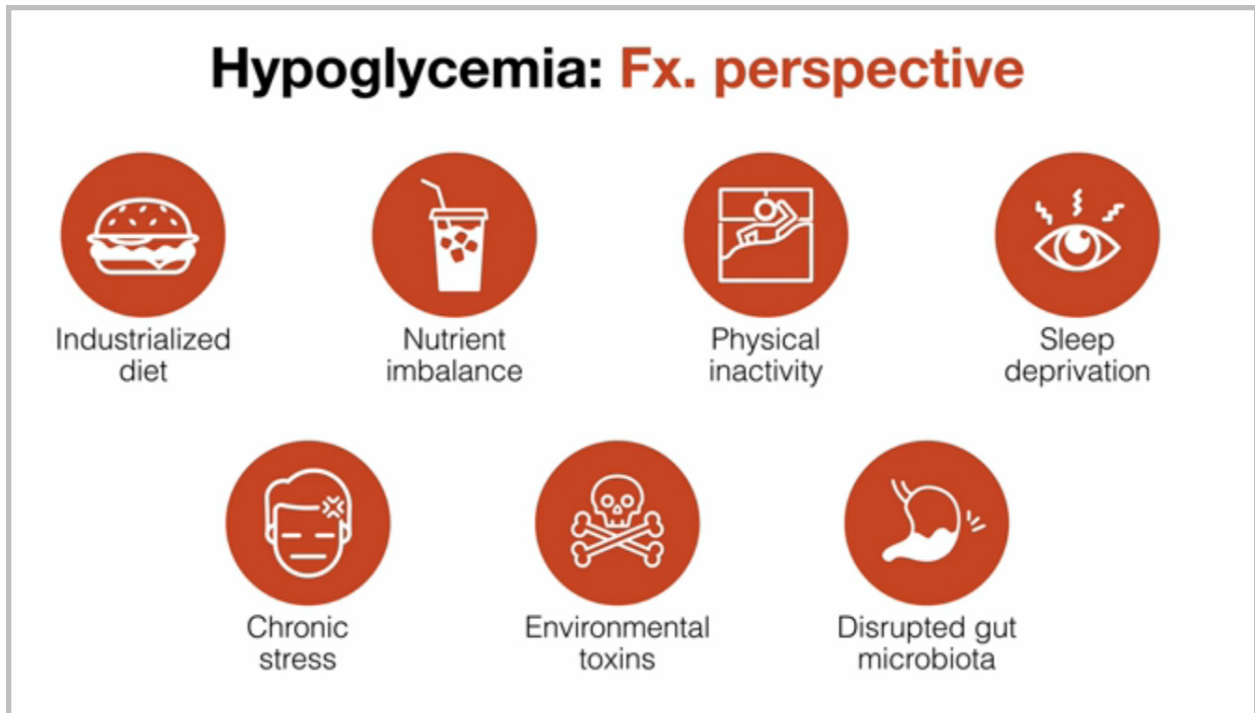 Hypoglycemia: Fx. perspective
Industrialized
diet
Nutrient
imbalance
Physical
inactivity
Sleep
deprivation
Chronic
stress
Environmental
toxins
Disrupted gut
microbiota